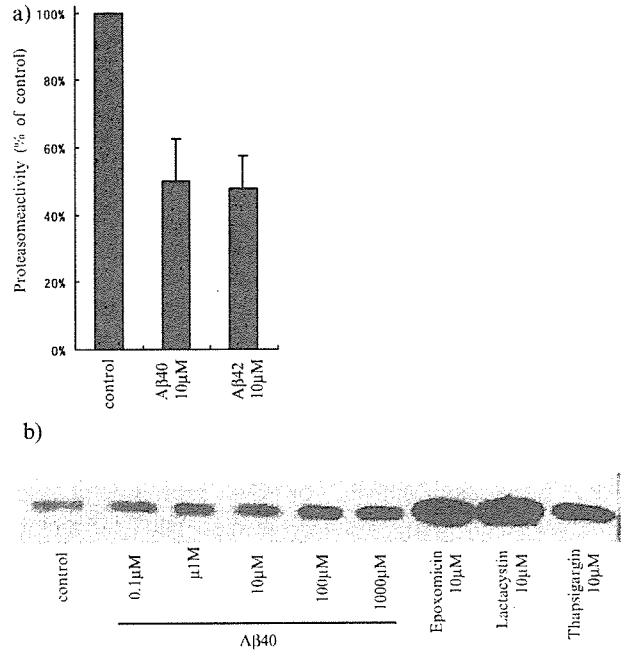 a)
Proteasomeactivity (% of control)
100%
80%
60%
40%
20%
0%
control
Aβ40
10μM
Aβ42
10μM
b)
control
0.1μM
μ1M
10μM
100μM
1000μM
Aβ40
Epoxomicin
10μM
Lactacystin
10μM
Thapsigargin
10μM